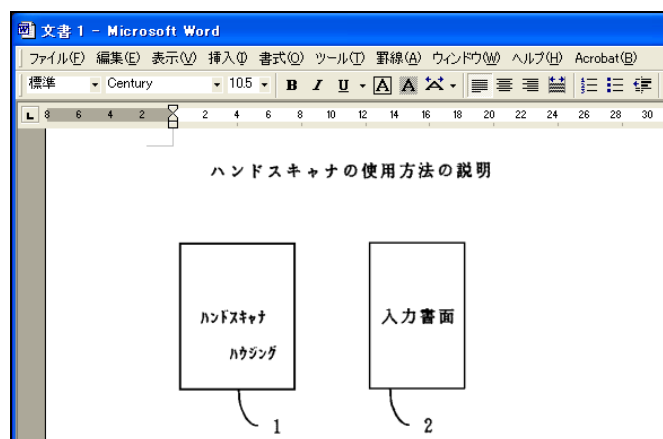 文書 1 - Microsoft Word
ファイル(F) 編集(E) 表示(V) 挿入(I) 書式(O) ツール(T) 罫線(A) ウィンドウ(W) ヘルプ(H) Acrobat(B)
標準 Century 10.5 B I U A A
L 8 6 4 2 2 4 6 8 10 12 14 16 18 20 22 24 26 28 30
ハンドスキャナの使用方法の説明
ハンドスキャナ
ハウジング
入力書面
1 2